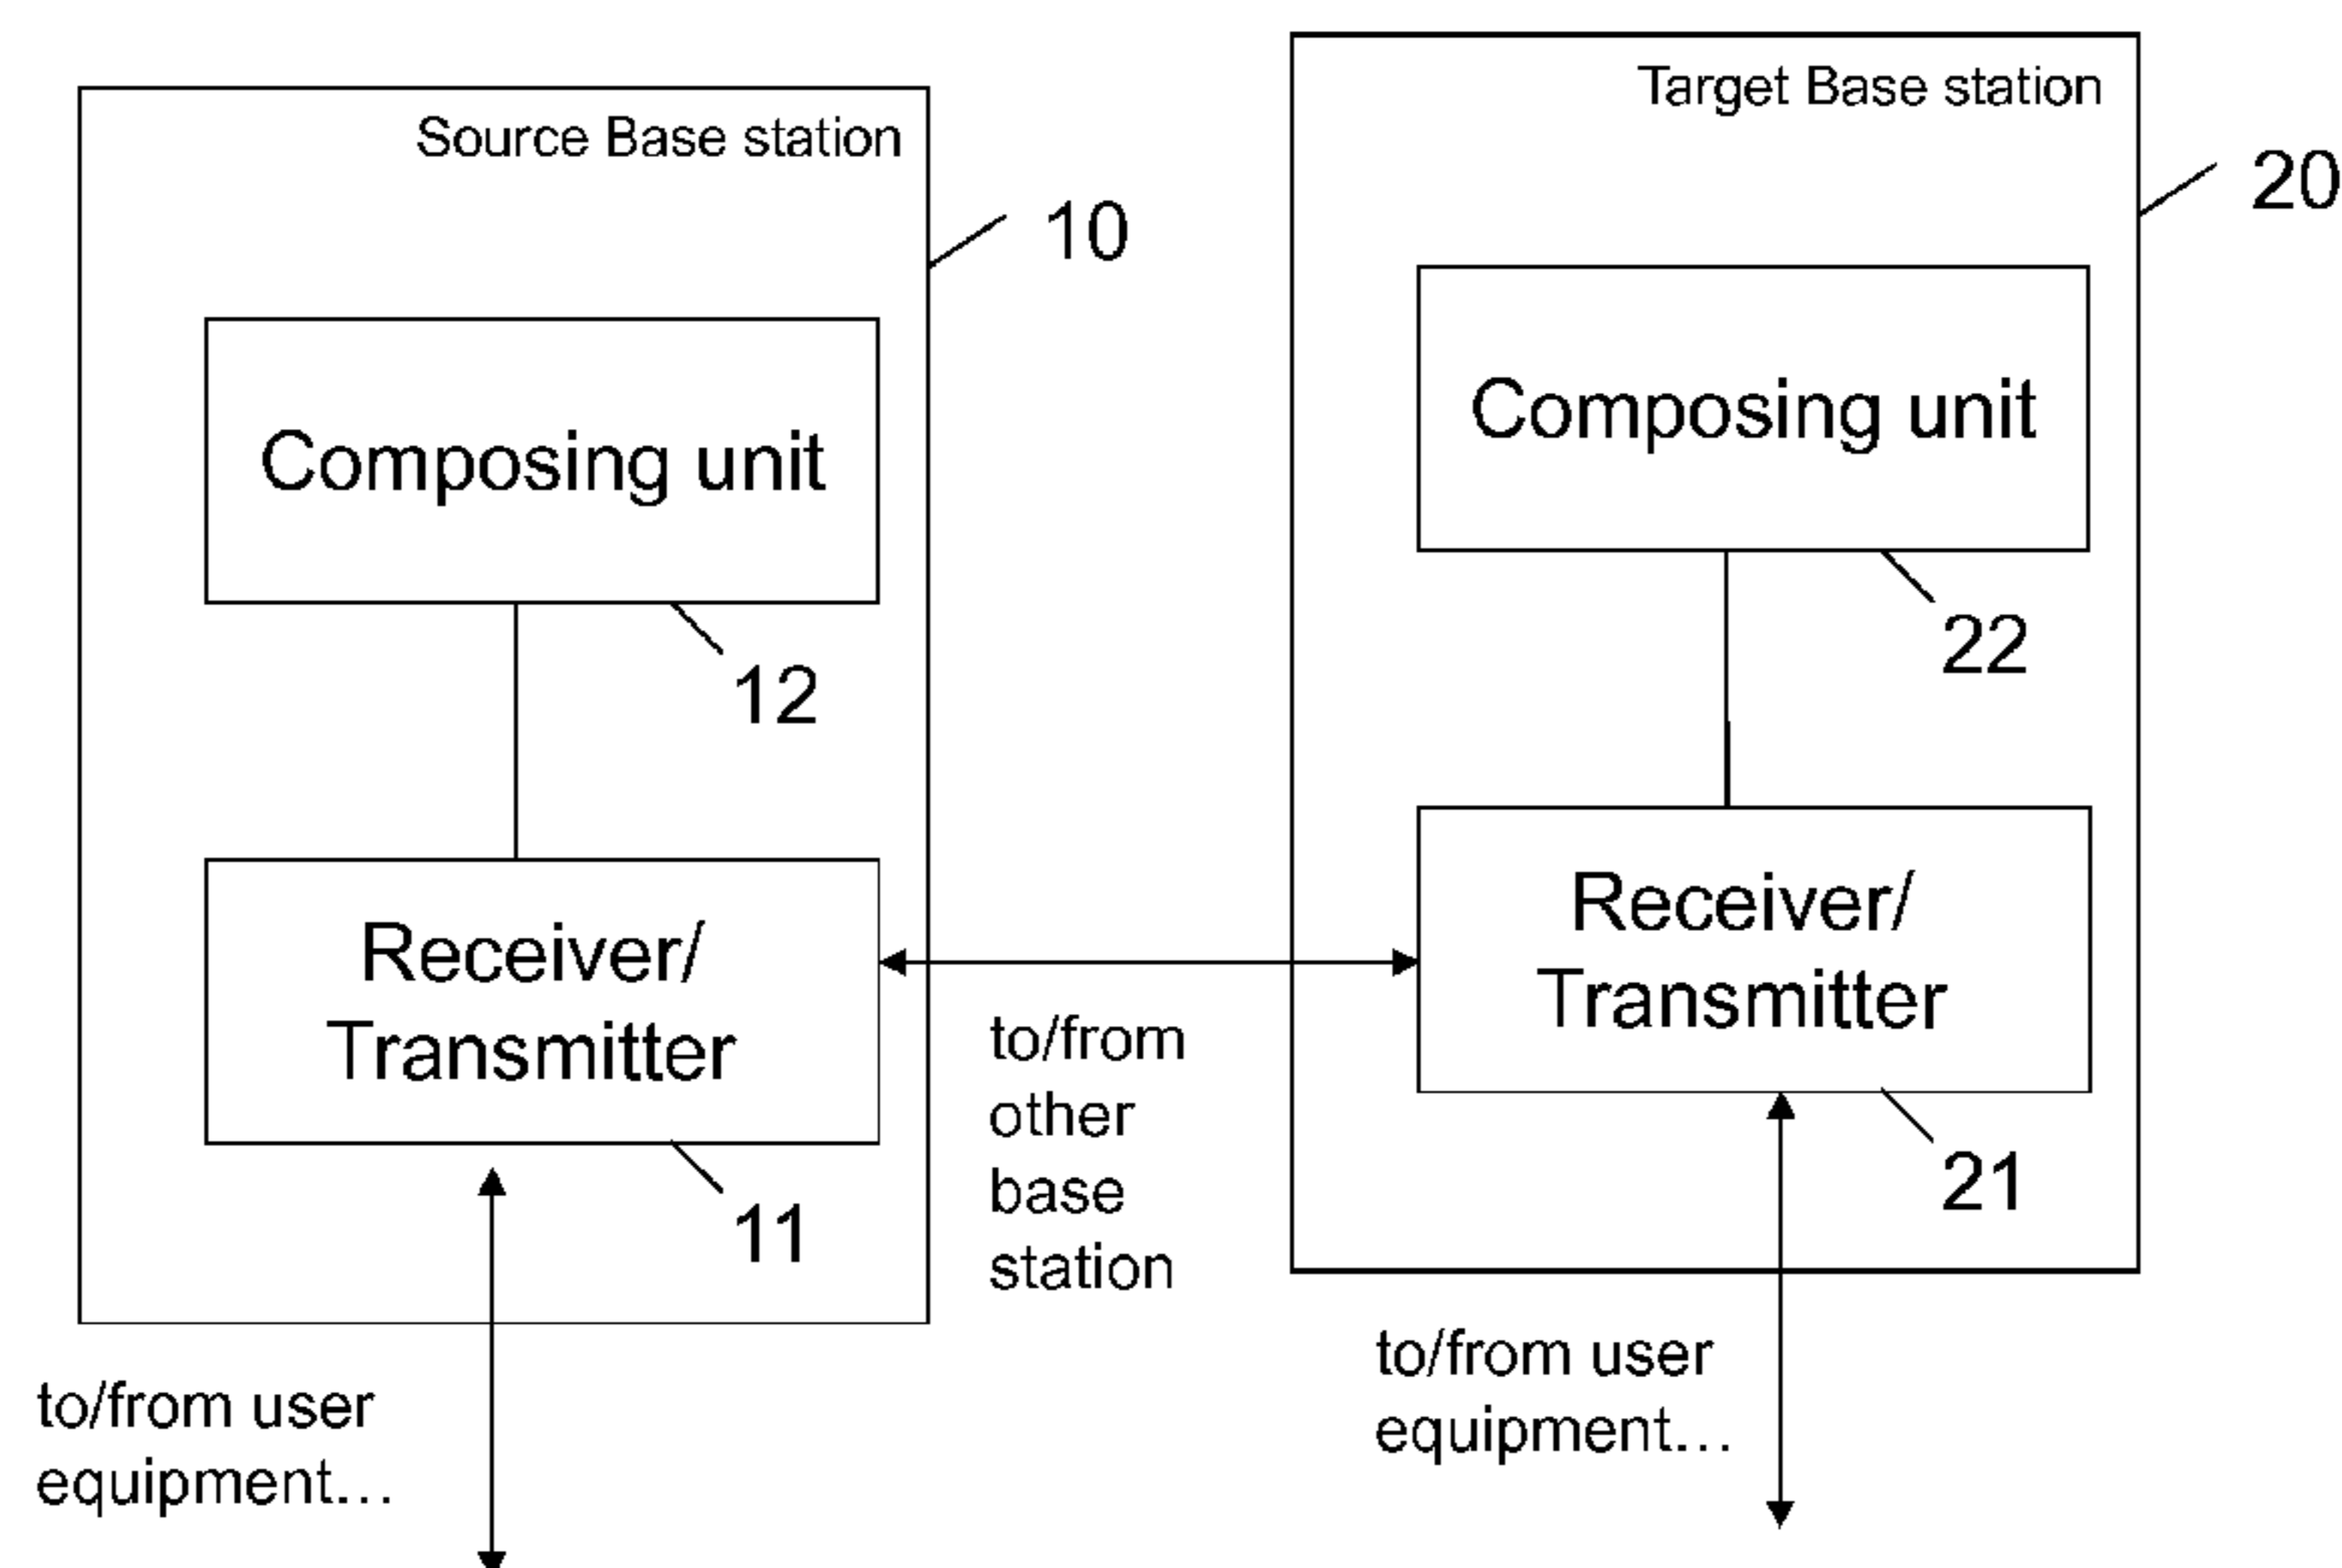 Source Base station
10
Composing unit
12
Receiver/
Transmitter
11
to/from user
equipment...
to/from
other
base
station
Target Base station
20
Composing unit
22
Receiver/
Transmitter
21
to/from user
equipment...